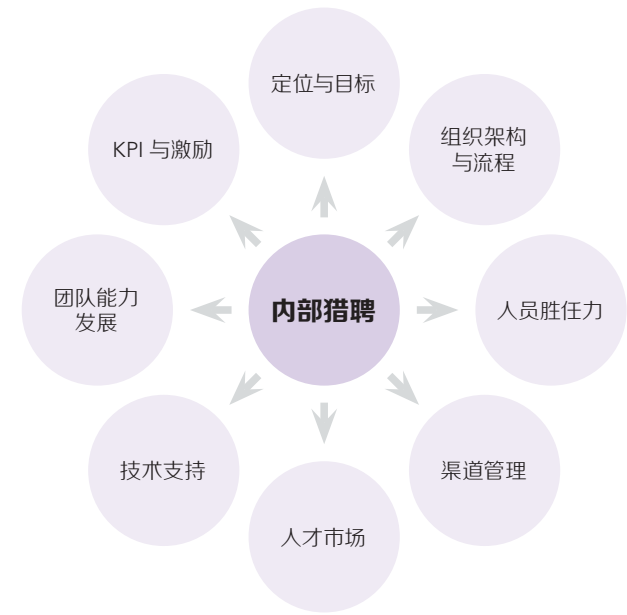 定位与目标
KPI 与激励
组织架构
与流程
团队能力
发展
内部猎聘
人员胜任力
技术支持
渠道管理
人才市场